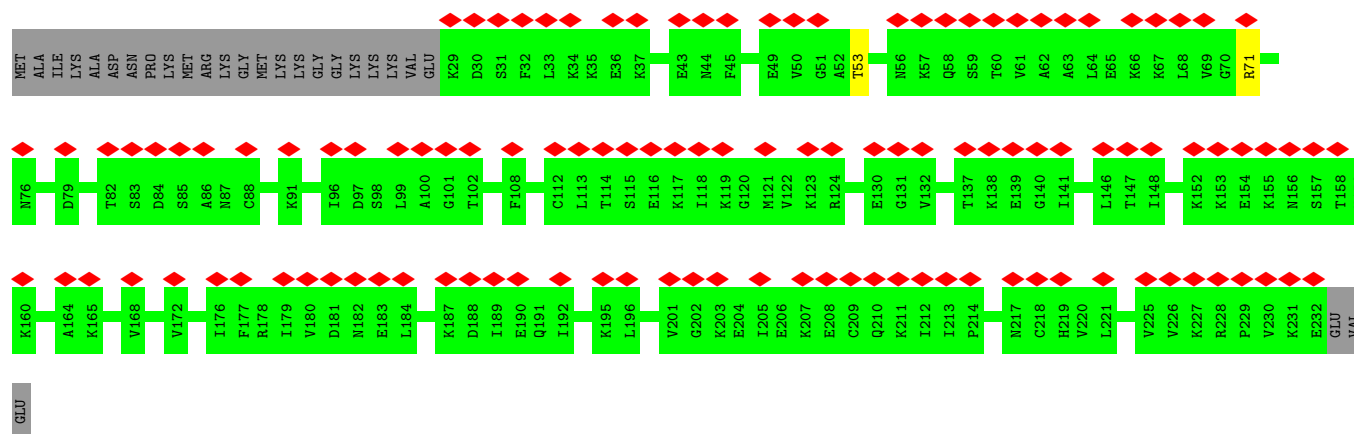 MET ALA ILE LYS ALA ASP ASN PRO LYS MET ARG LYS GLY MET LYS LYS GLY GLY LYS LYS LYS VAL GLU K29 D30 S31 F32 L33 K34 K35 E36 K37 E43 N44 F45 E49 V50 G51 A52 T53 N56 K57 Q58 S59 T60 V61 A62 A63 L64 E65 K66 K67 L68 V69 G70 R71
N76 D79 T82 S83 D84 S85 A86 N87 C88 K91 I96 D97 S98 L99 A100 G101 T102 F108 C112 L113 T114 S115 E116 K117 I118 K119 G120 M121 V122 K123 R124 E130 G131 V132 T137 K138 E139 G140 I141 L146 T147 I148 K152 K153 E154 K155 N156 S157 T158
K160 A164 K165 V168 V172 I176 F177 R178 I179 V180 D181 N182 E183 L184 K187 D188 I189 E190 Q191 I192 K195 L196 V201 G202 K203 E204 I205 E206 K207 E208 C209 Q210 K211 I212 I213 P214 N217 C218 H219 V220 L221 V225 V226 K227 R228 P229 V230 K231 E232 GLU VAL
GLU